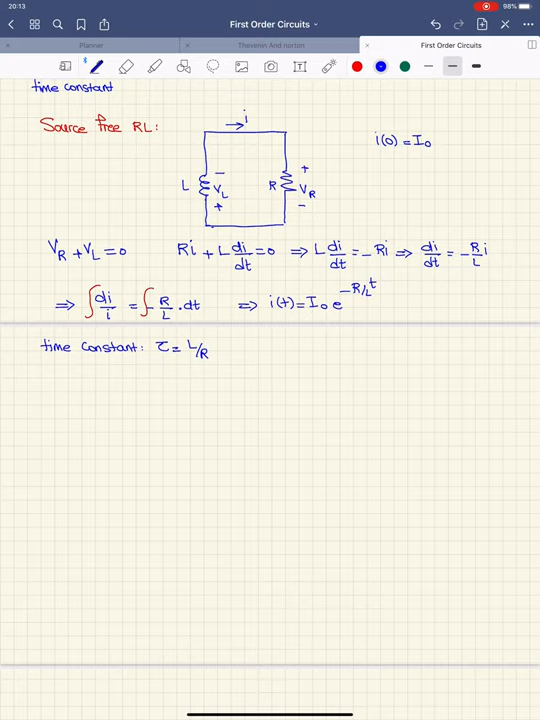 20:13
98%
First Order Circuits
Planner
Thevenin And norton
First Order Circuits
time constant
Source free RL:
i
i(0) = I₀
L
−
V_L
+
R
+
V_R
−
V_R + V_L = 0   Ri + L di/dt = 0 ⇒ L di/dt = −Ri ⇒ di/dt = −R/L i
⇒ ∫ di/i = ∫ −R/L . dt ⇒ i(t) = I₀ e^(−R/L t)
time constant: τ = L/R